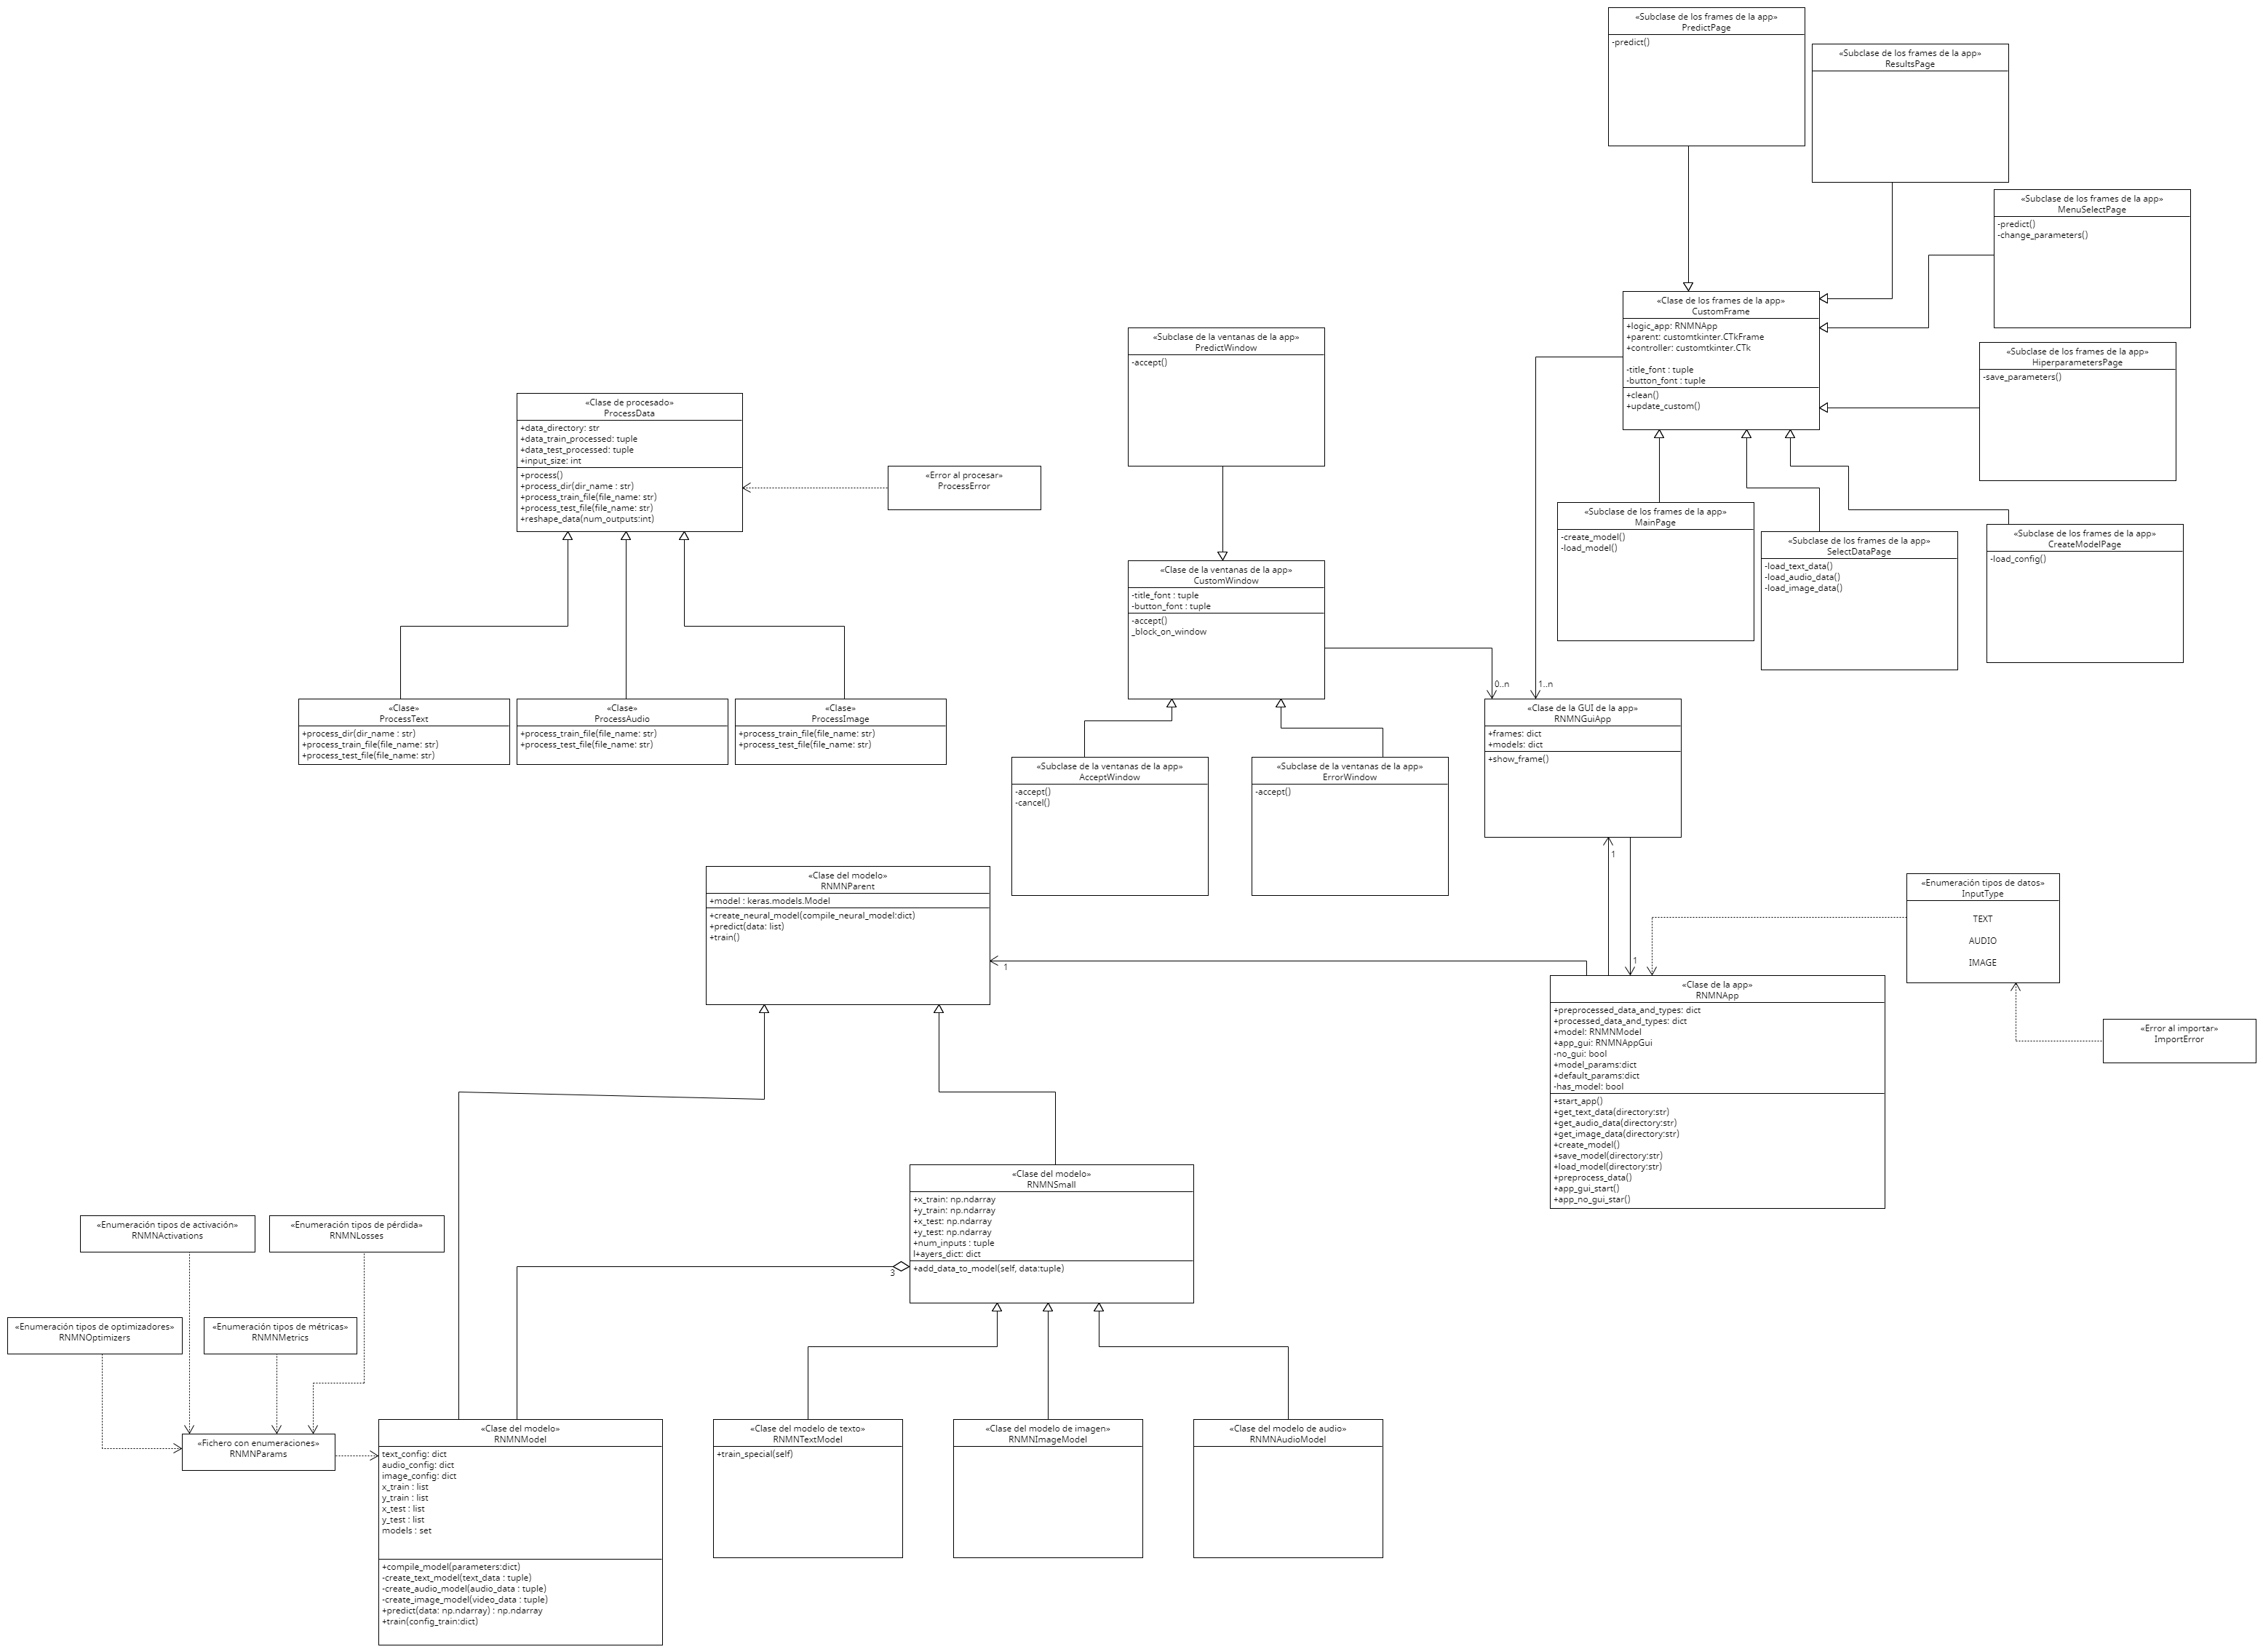 «Subclase de los frames de la app»
PredictPage
-predict()
«Subclase de los frames de la app»
ResultsPage
«Subclase de los frames de la app»
MenuSelectPage
-predict()
-change_parameters()
«Clase de los frames de la app»
CustomFrame
+logic_app: RNMNApp
+parent: customtkinter.CTkFrame
+controller: customtkinter.CTk
-title_font : tuple
-button_font : tuple
+clean()
+update_custom()
«Subclase de la ventanas de la app»
PredictWindow
-accept()
«Subclase de los frames de la app»
HiperparametersPage
-save_parameters()
«Clase de procesado»
ProcessData
+data_directory: str
+data_train_processed: tuple
+data_test_processed: tuple
+input_size: int
+process()
+process_dir(dir_name : str)
+process_train_file(file_name: str)
+process_test_file(file_name: str)
+reshape_data(num_outputs:int)
«Error al procesar»
ProcessError
«Subclase de los frames de la app»
MainPage
-create_model()
-load_model()
«Subclase de los frames de la app»
SelectDataPage
-load_text_data()
-load_audio_data()
-load_image_data()
«Subclase de los frames de la app»
CreateModelPage
-load_config()
«Clase de la ventanas de la app»
CustomWindow
-title_font : tuple
-button_font : tuple
-accept()
_block_on_window
0..n
1..n
«Clase»
ProcessText
+process_dir(dir_name : str)
+process_train_file(file_name: str)
+process_test_file(file_name: str)
«Clase»
ProcessAudio
+process_train_file(file_name: str)
+process_test_file(file_name: str)
«Clase»
ProcessImage
+process_train_file(file_name: str)
+process_test_file(file_name: str)
«Clase de la GUI de la app»
RNMNGuiApp
+frames: dict
+models: dict
+show_frame()
«Subclase de la ventanas de la app»
AcceptWindow
-accept()
-cancel()
«Subclase de la ventanas de la app»
ErrorWindow
-accept()
1
«Clase del modelo»
RNMNParent
+model : keras.models.Model
+create_neural_model(compile_neural_model:dict)
+predict(data: list)
+train()
«Enumeración tipos de datos»
InputType
TEXT
AUDIO
IMAGE
1
1
«Clase de la app»
RNMNApp
+preprocessed_data_and_types: dict
+processed_data_and_types: dict
+model: RNMNModel
+app_gui: RNMNAppGui
-no_gui: bool
+model_params:dict
+default_params:dict
-has_model: bool
+start_app()
+get_text_data(directory:str)
+get_audio_data(directory:str)
+get_image_data(directory:str)
+create_model()
+save_model(directory:str)
+load_model(directory:str)
+preprocess_data()
+app_gui_start()
+app_no_gui_star()
«Error al importar»
ImportError
«Clase del modelo»
RNMNSmall
+x_train: np.ndarray
+y_train: np.ndarray
+x_test: np.ndarray
+y_test: np.ndarray
+num_inputs : tuple
l+ayers_dict: dict
+add_data_to_model(self, data:tuple)
3
«Enumeración tipos de activación»
RNMNActivations
«Enumeración tipos de pérdida»
RNMNLosses
«Enumeración tipos de optimizadores»
RNMNOptimizers
«Enumeración tipos de métricas»
RNMNMetrics
«Fichero con enumeraciones»
RNMNParams
«Clase del modelo»
RNMNModel
text_config: dict
audio_config: dict
image_config: dict
x_train : list
y_train : list
x_test : list
y_test : list
models : set
+compile_model(parameters:dict)
-create_text_model(text_data : tuple)
-create_audio_model(audio_data : tuple)
-create_image_model(video_data : tuple)
+predict(data: np.ndarray) : np.ndarray
+train(config_train:dict)
«Clase del modelo de texto»
RNMNTextModel
+train_special(self)
«Clase del modelo de imagen»
RNMNImageModel
«Clase del modelo de audio»
RNMNAudioModel